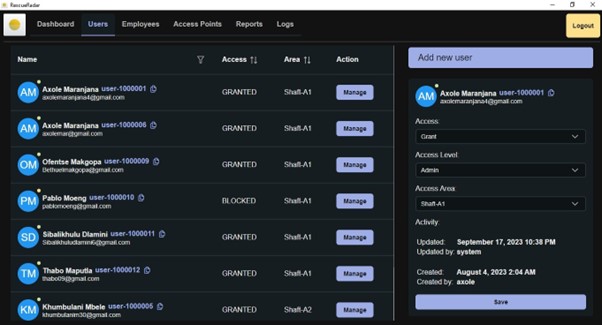 RescueRadar
Dashboard Users Employees Access Points Reports Logs Logout
Name Access Area Action
AM Axole Maranjana user-1000001 GRANTED Shaft-A1 Manage
axolemaranjana4@gmail.com
AM Axole Maranjana user-1000006 GRANTED Shaft-A1 Manage
axolemar@gmail.com
OM Ofentse Makgopa user-1000009 GRANTED Shaft-A1 Manage
Bethuelmakgopa@gmail.com
PM Pablo Moeng user-1000010 BLOCKED Shaft-A1 Manage
pablomoeng@gmail.com
SD Sibalikhulu Dlamini user-1000011 GRANTED Shaft-A1 Manage
Sibalikhuludlamini6@gmail.com
TM Thabo Maputla user-1000012 GRANTED Shaft-A1 Manage
thabo09@gmail.com
KM Khumbulani Mbele user-1000005 GRANTED Shaft-A2 Manage
khumbulanim30@gmail.com
Add new user
AM Axole Maranjana user-1000001
axolemaranjana4@gmail.com
Access:
Grant
Access Level:
Admin
Access Area:
Shaft-A1
Activity:
Updated: September 17, 2023 10:38 PM
Updated by: system
Created: August 4, 2023 2:04 AM
Created by: axole
Save